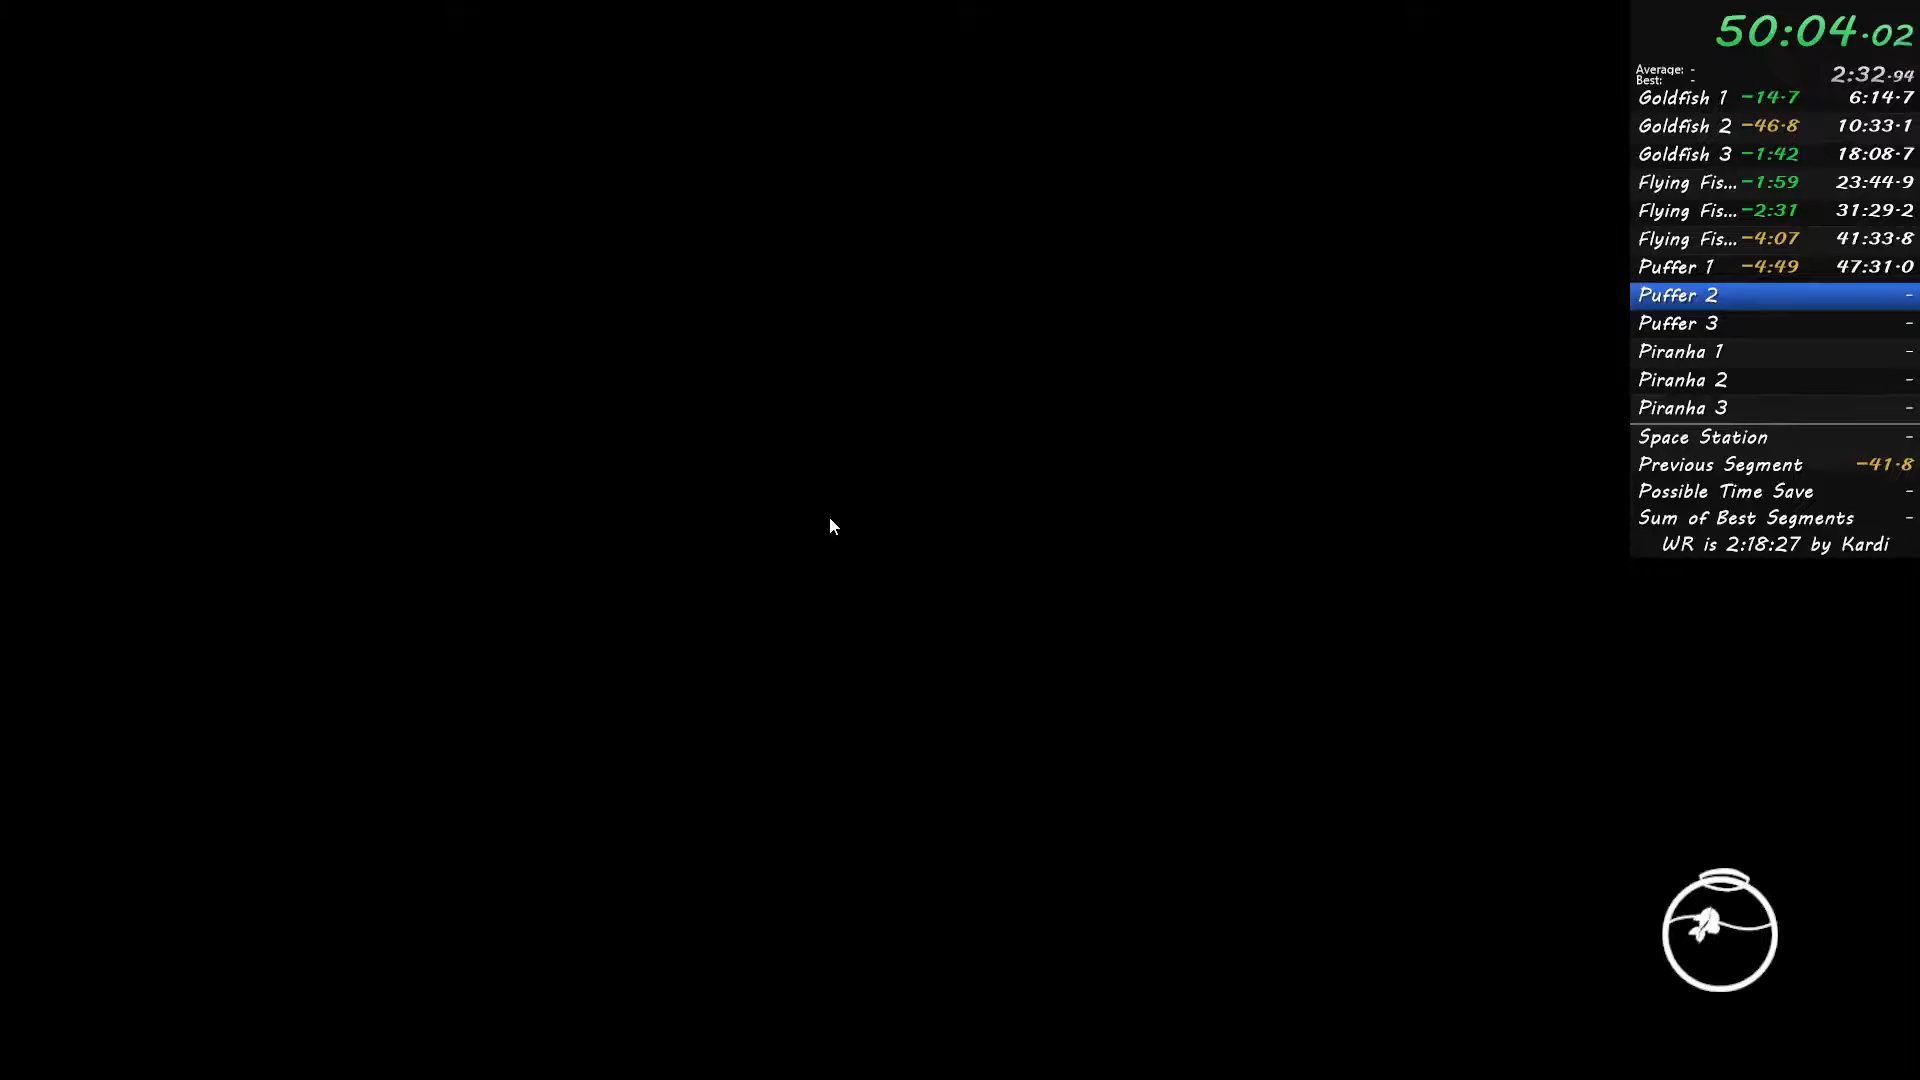 50:04.02
Average: -
Best: -
2:32.94
Goldfish 1 -14.7 6:14.7
Goldfish 2 -46.8 10:33.1
Goldfish 3 -1:42 18:08.7
Flying Fis... -1:59 23:44.9
Flying Fis... -2:31 31:29.2
Flying Fis... -4:07 41:33.8
Puffer 1 -4:49 47:31.0
Puffer 2 -
Puffer 3 -
Piranha 1 -
Piranha 2 -
Piranha 3 -
Space Station -
Previous Segment -41.8
Possible Time Save -
Sum of Best Segments -
WR is 2:18:27 by Kardi